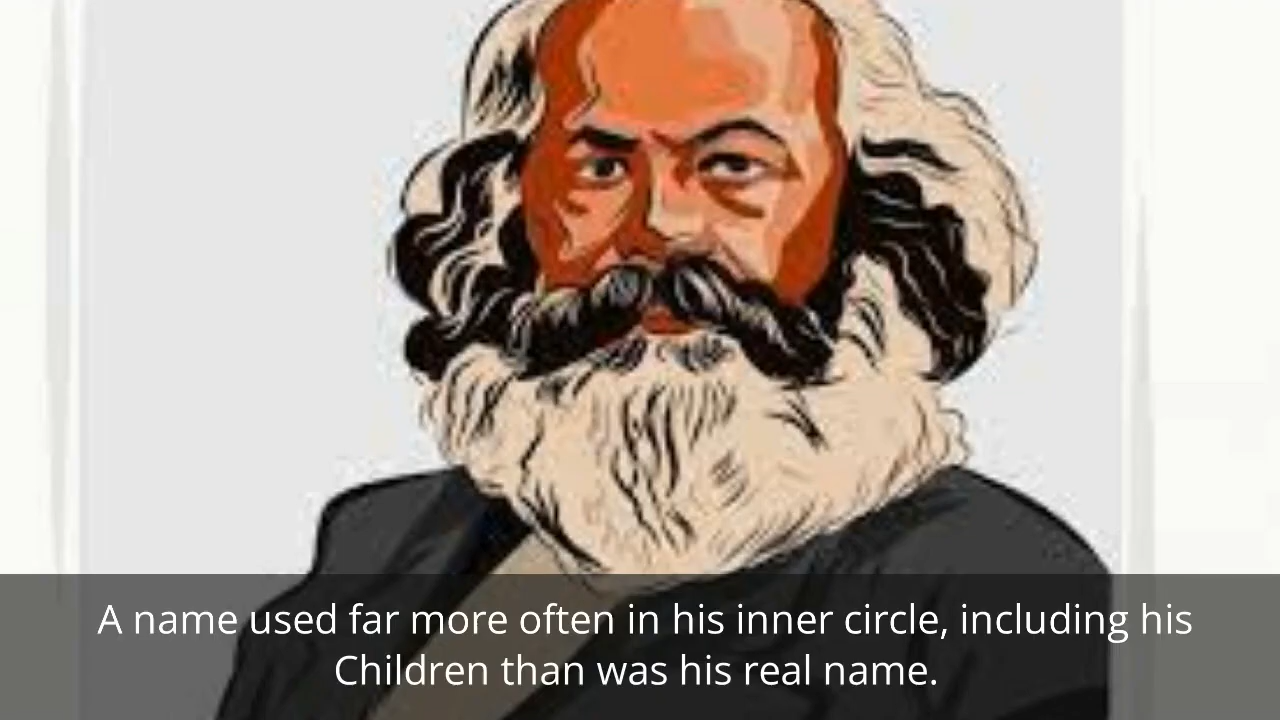 A name used far more often in his inner circle, including his
Children than was his real name.